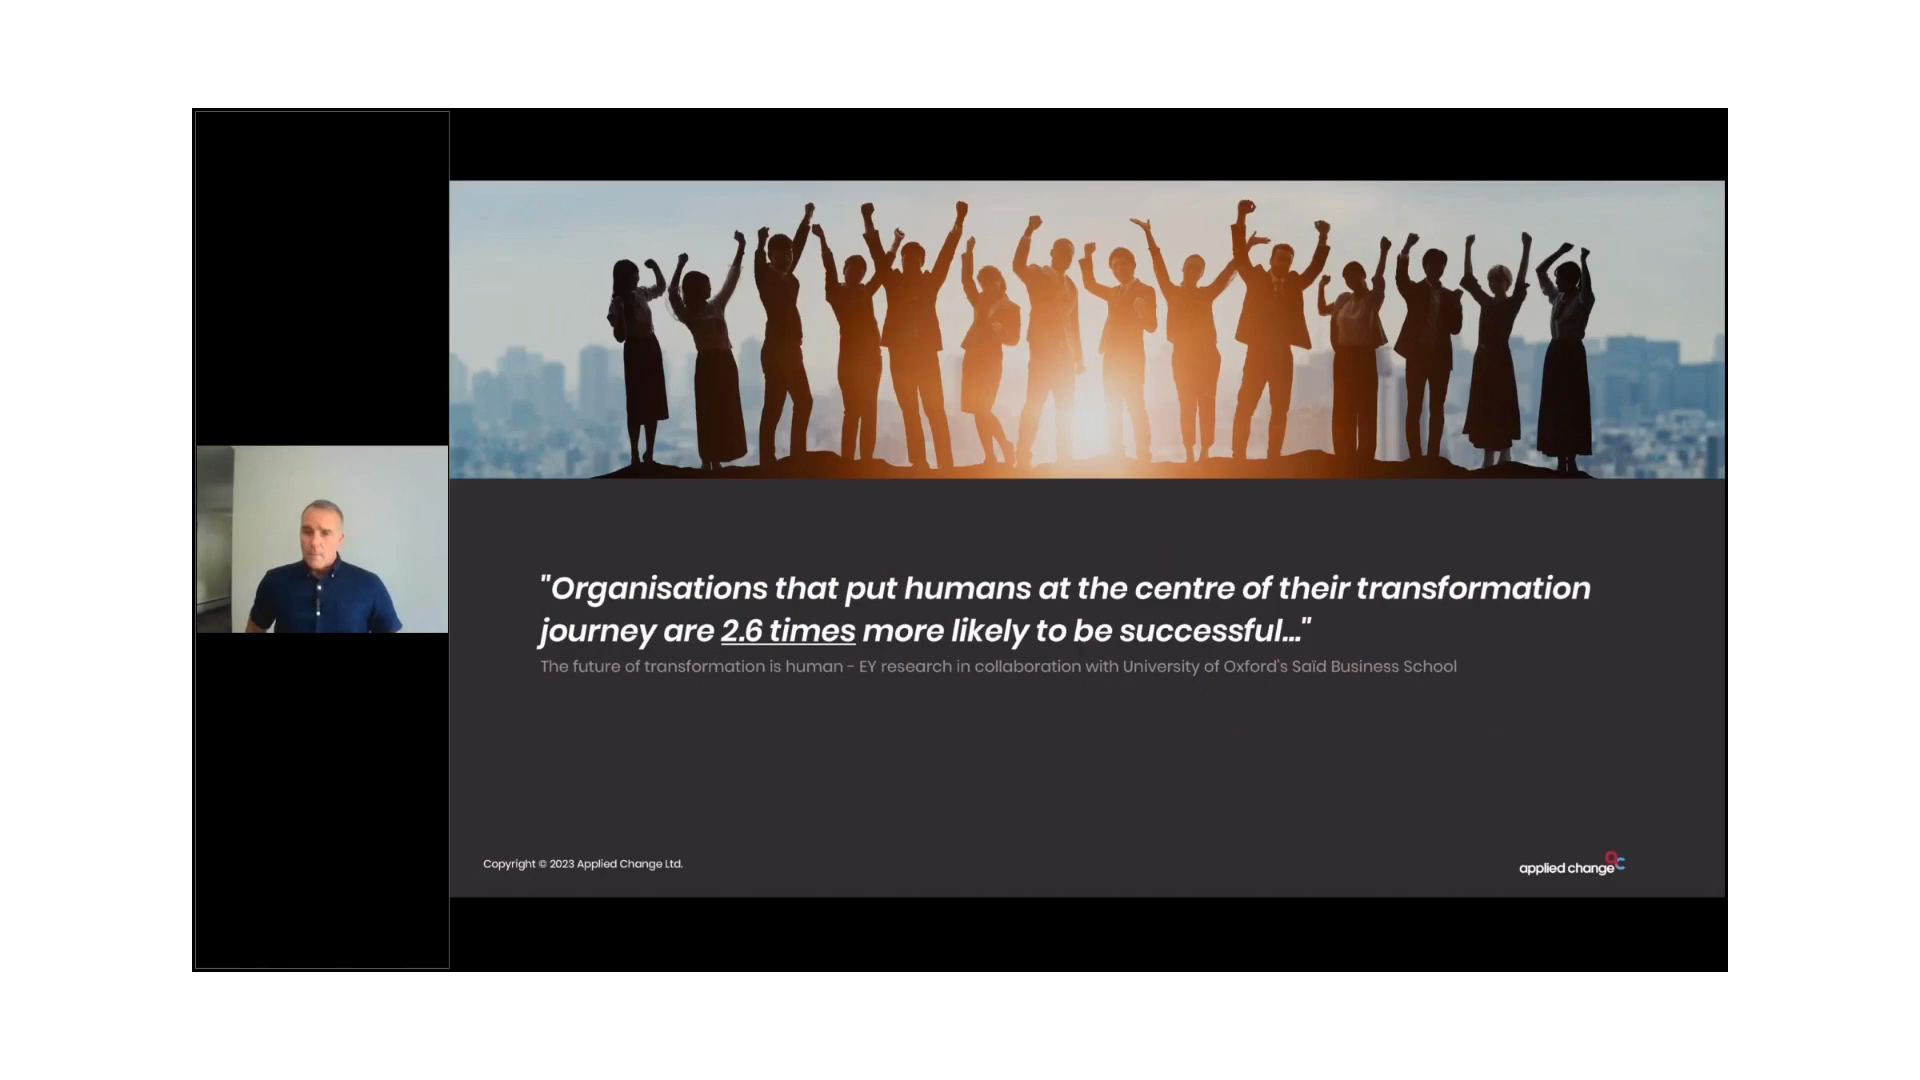 "Organisations that put humans at the centre of their transformation
journey are 2.6 times more likely to be successful..."
The future of transformation is human - EY research in collaboration with University of Oxford's Saïd Business School
Copyright © 2023 Applied Change Ltd.
applied change